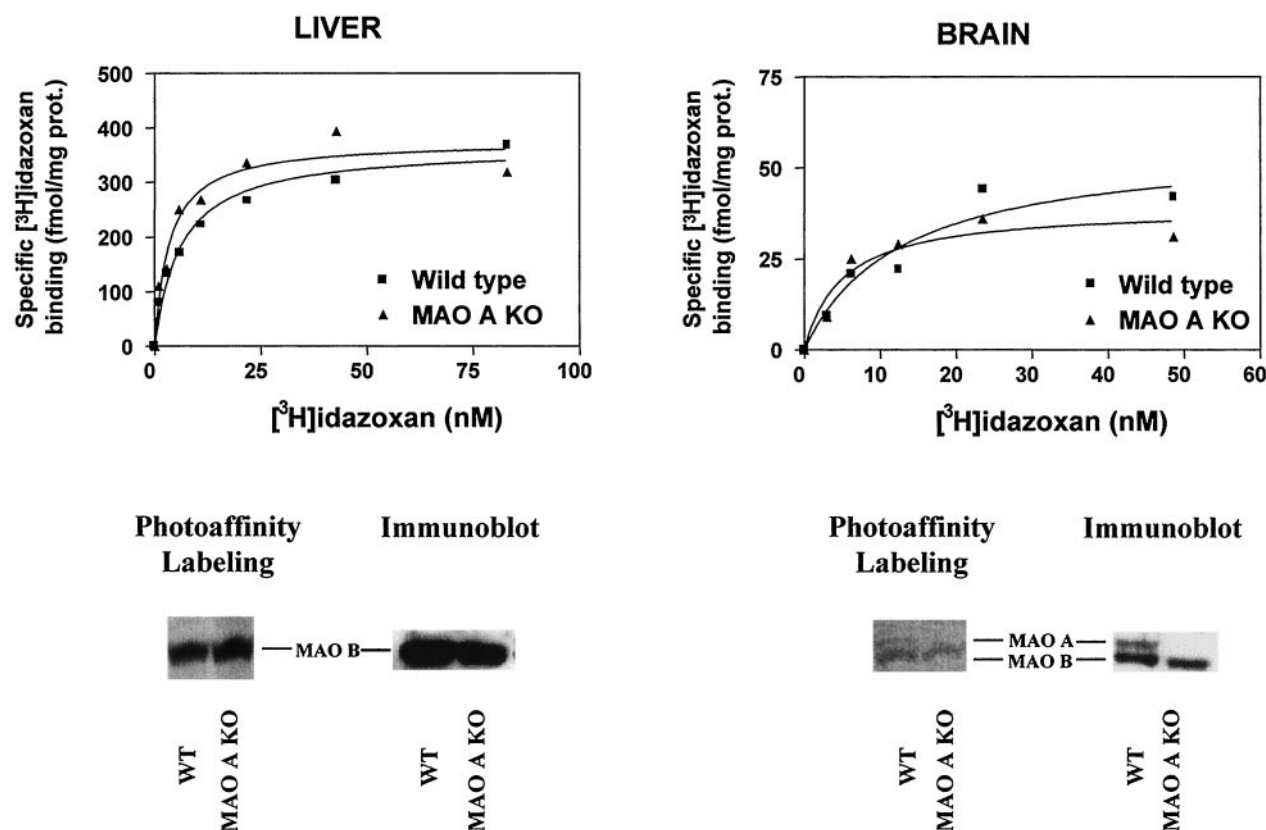 LIVER
Specific [³H]idazoxan
binding (fmol/mg prot.)
500
400
300
200
100
0
Wild type
MAO A KO
0 25 50 75 100
[³H]idazoxan (nM)
BRAIN
Specific [³H]idazoxan
binding (fmol/mg prot.)
75
50
25
0
Wild type
MAO A KO
0 10 20 30 40 50 60
[³H]idazoxan (nM)
Photoaffinity
Labeling
Immunoblot
MAO B
WT
MAO A KO
WT
MAO A KO
Photoaffinity
Labeling
Immunoblot
MAO A
MAO B
WT
MAO A KO
WT
MAO A KO